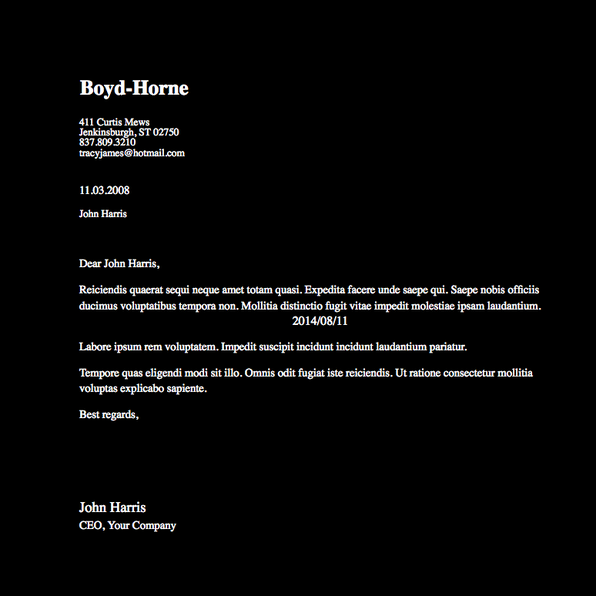 Boyd-Horne
411 Curtis Mews
Jenkinsburgh, ST 02750
837.809.3210
tracyjames@hotmail.com
11.03.2008
John Harris
Dear John Harris,
Reiciendis quaerat sequi neque amet totam quasi. Expedita facere unde saepe qui. Saepe nobis officiis
ducimus voluptatibus tempora non. Mollitia distinctio fugit vitae impedit molestiae ipsam laudantium.
2014/08/11
Labore ipsum rem voluptatem. Impedit suscipit incidunt incidunt laudantium pariatur.
Tempore quas eligendi modi sit illo. Omnis odit fugiat iste reiciendis. Ut ratione consectetur mollitia
voluptas explicabo sapiente.
Best regards,
John Harris
CEO, Your Company